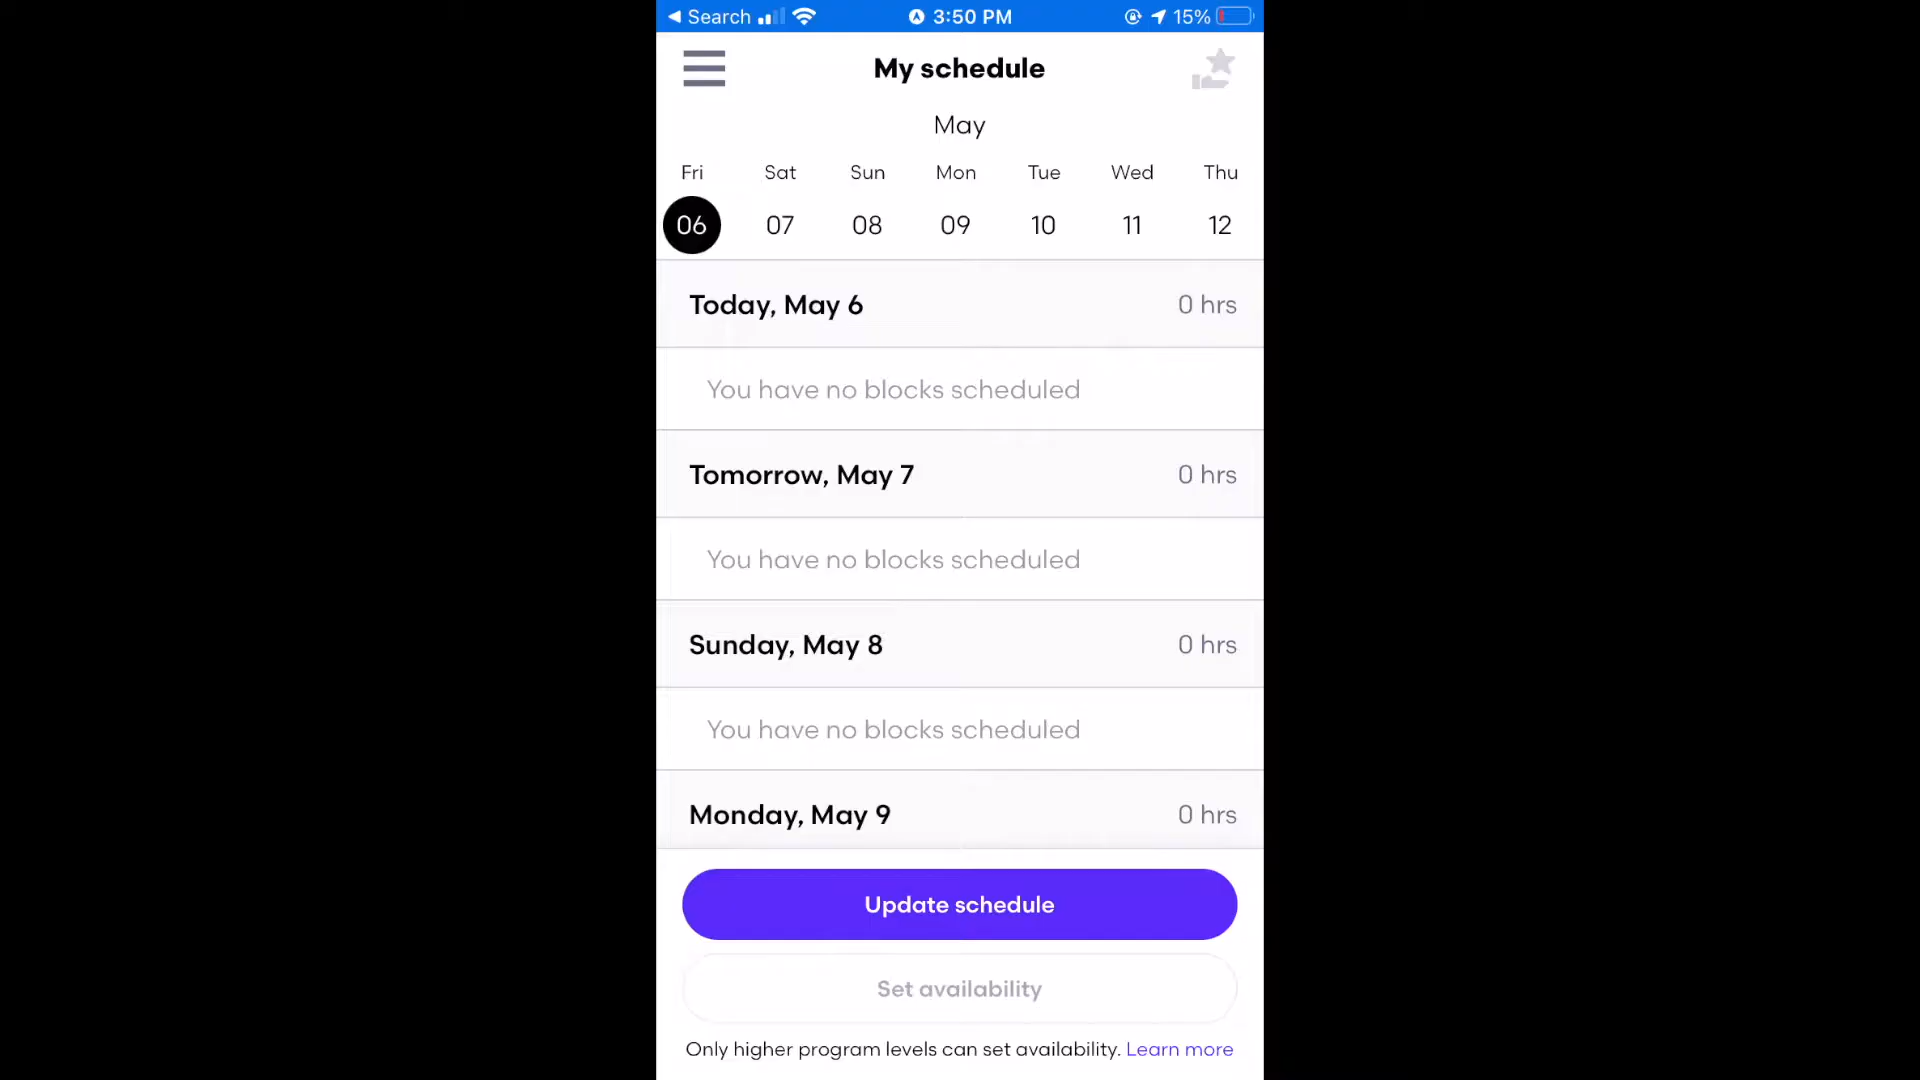 Search 3:50 PM 15%
My schedule
May
Fri Sat Sun Mon Tue Wed Thu
06 07 08 09 10 11 12
Today, May 6 0 hrs
You have no blocks scheduled
Tomorrow, May 7 0 hrs
You have no blocks scheduled
Sunday, May 8 0 hrs
You have no blocks scheduled
Monday, May 9 0 hrs
Update schedule
Set availability
Only higher program levels can set availability. Learn more